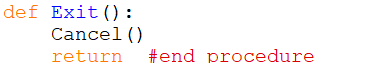 def Exit():
    Cancel()
    return  #end procedure